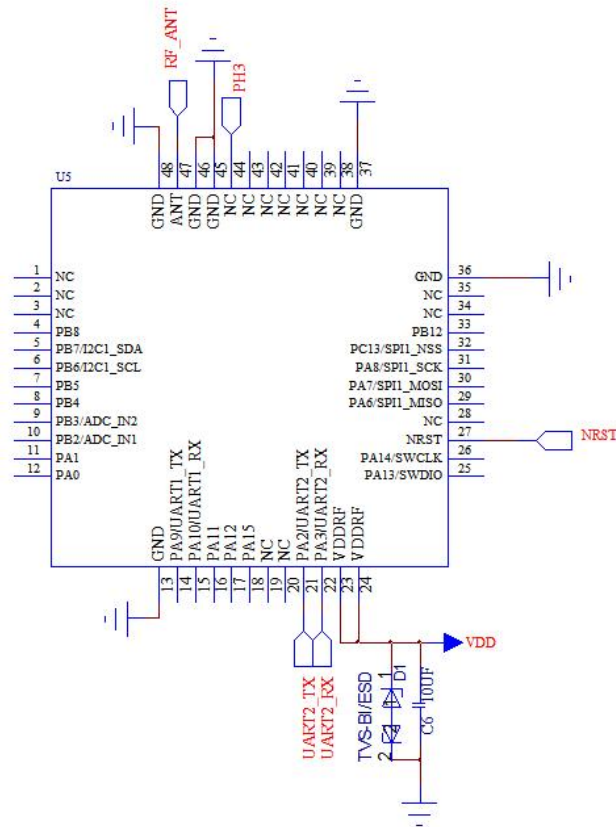 RF_ANT
PH3
U5
48 47 46 45 44 43 42 41 40 39 38 37
GND ANT GND GND NC NC NC NC NC NC NC GND
1 NC
2 NC
3 NC
4 PB8
5 PB7/I2C1_SDA
6 PB6/I2C1_SCL
7 PB5
8 PB4
9 PB3/ADC_IN2
10 PB2/ADC_IN1
11 PA1
12 PA0
GND 36
NC 35
NC 34
PB12 33
PC13/SPI1_NSS 32
PA8/SPI1_SCK 31
PA7/SPI1_MOSI 30
PA6/SPI1_MISO 29
NC 28
NRST 27
NRST
PA14/SWCLK 26
PA13/SWDIO 25
GND PA9/UART1_TX PA10/UART1_RX PA11 PA12 PA15 NC NC PA2/UART2_TX PA3/UART2_RX VDDRF VDDRF
13 14 15 16 17 18 19 20 21 22 23 24
VDD
UART2_TX
UART2_RX
TVS-BI/ESD
1
D1
2
C6 10UF